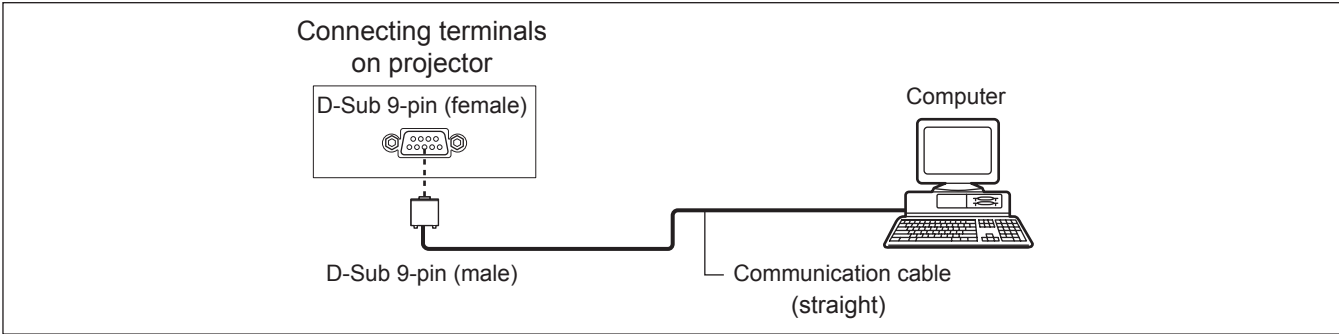 Connecting terminals
on projector
D-Sub 9-pin (female)
Computer
D-Sub 9-pin (male)
Communication cable
(straight)